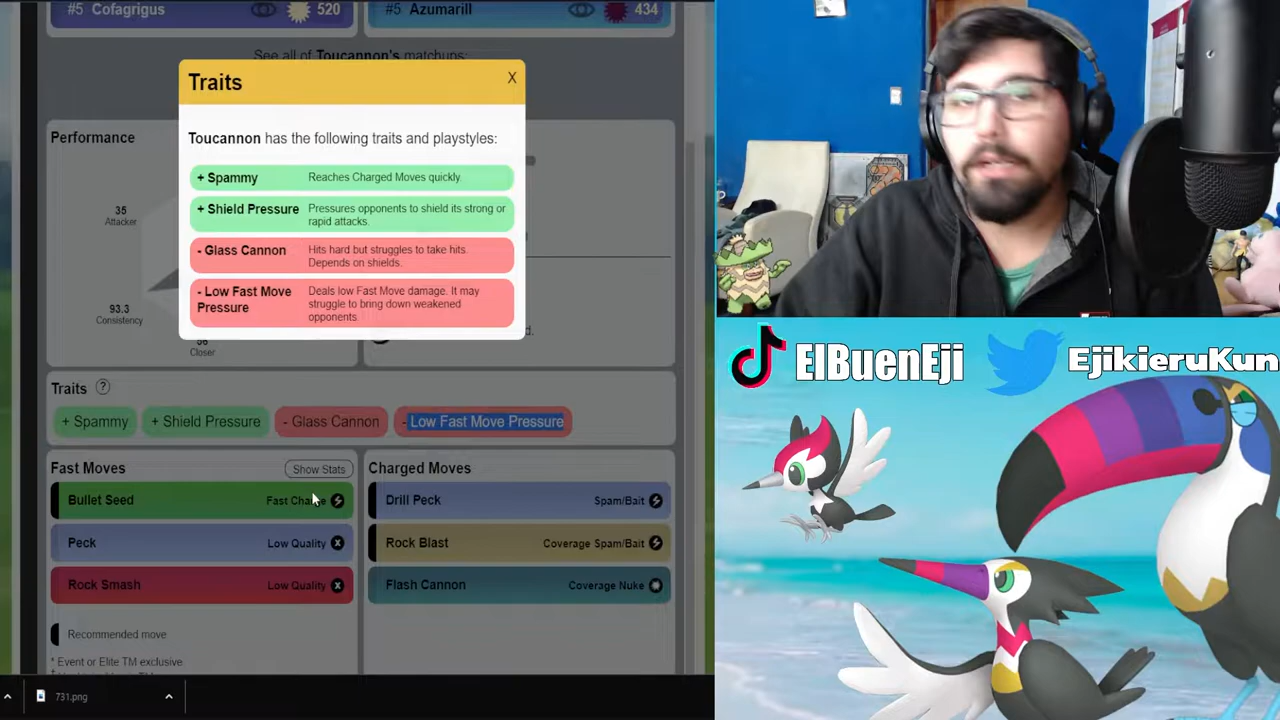 #5 Cofagrigus 520
#5 Azumarill 434
See all of Toucannon's matchups:
Traits X
Toucannon has the following traits and playstyles:
+ Spammy Reaches Charged Moves quickly.
+ Shield Pressure Pressures opponents to shield its strong or
rapid attacks.
- Glass Cannon Hits hard but struggles to take hits.
Depends on shields.
- Low Fast Move Deals low Fast Move damage. It may
Pressure struggle to bring down weakened
opponents.
Performance
35
Attacker
93.3
Consistency
Closer
d.
Traits ?
+ Spammy + Shield Pressure - Glass Cannon - Low Fast Move Pressure
Fast Moves Show Stats
Bullet Seed Fast Charge
Peck Low Quality
Rock Smash Low Quality
Recommended move
* Event or Elite TM exclusive
Charged Moves
Drill Peck Spam/Bait
Rock Blast Coverage Spam/Bait
Flash Cannon Coverage Nuke
731.png
ElBuenEji
EjikieruKun